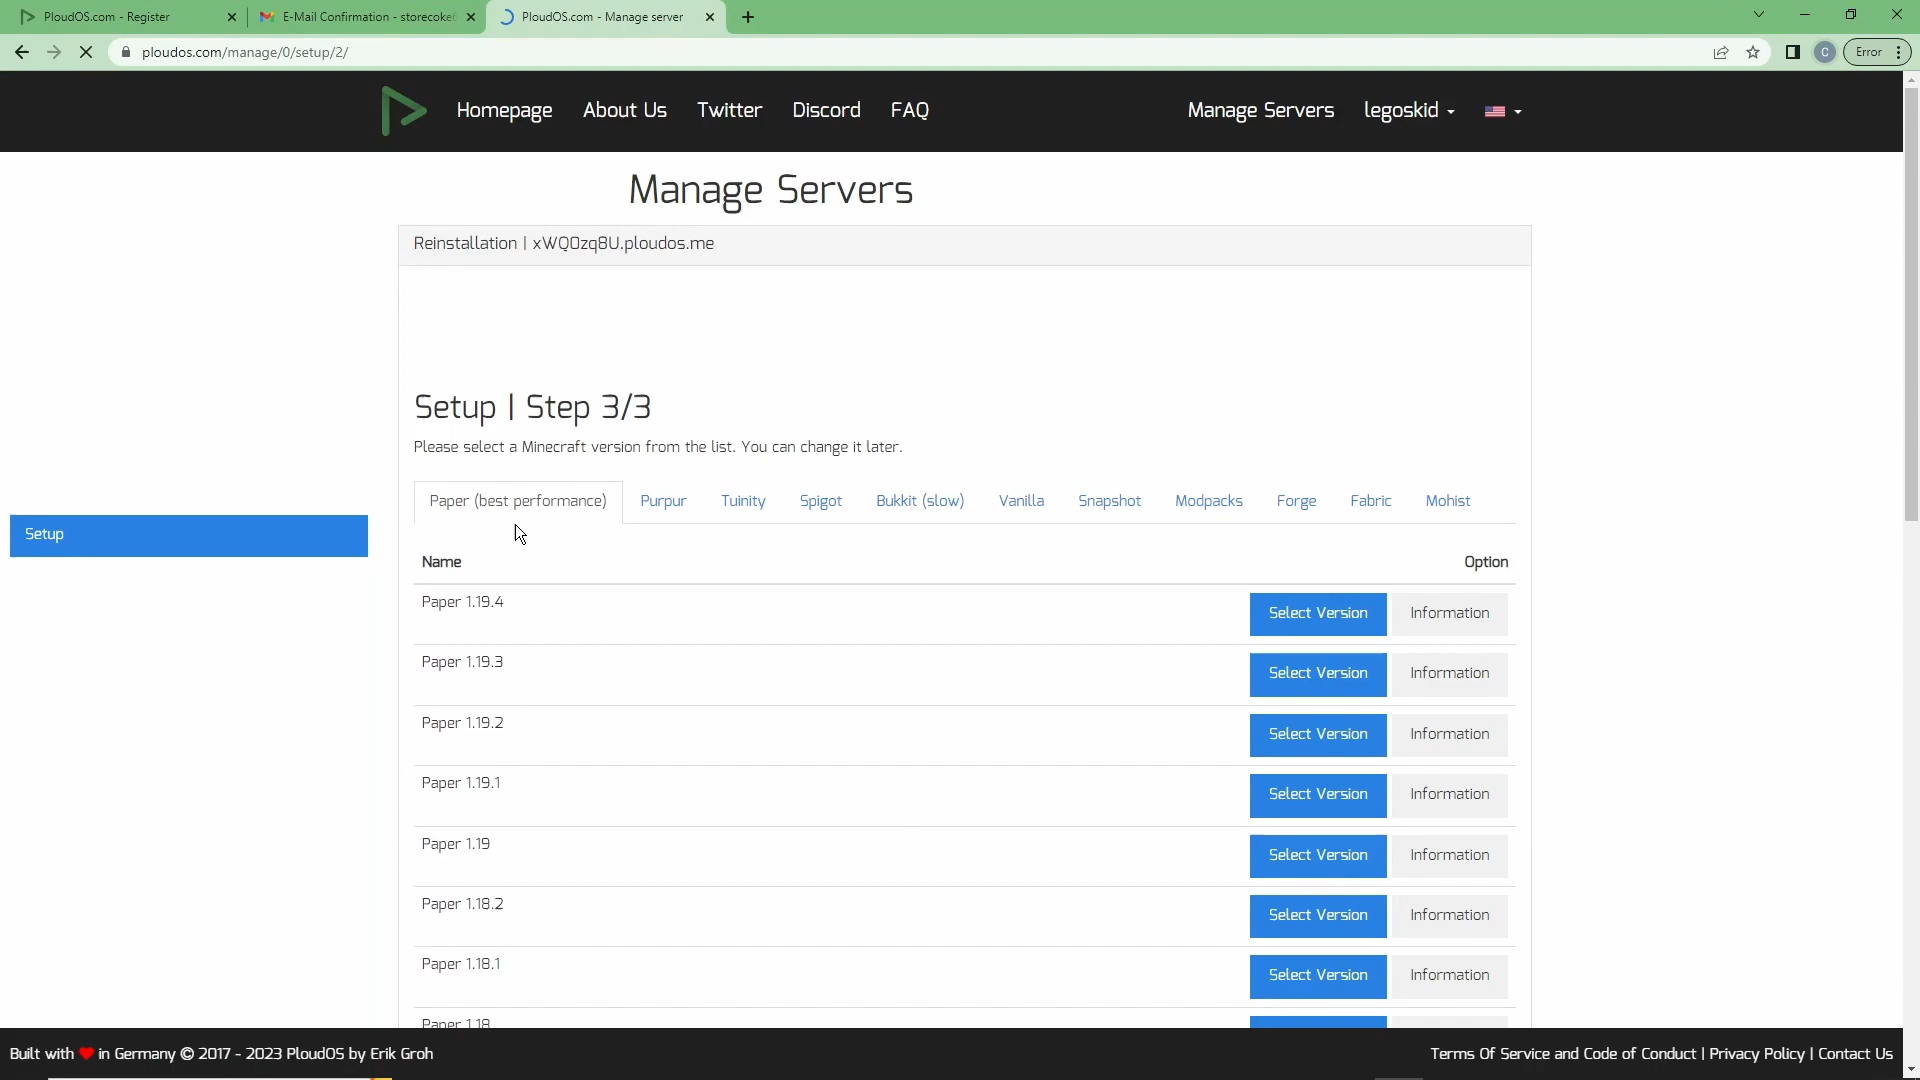 PloudOS.com - Register
E-Mail Confirmation - storecoke
PloudOS.com - Manage server
ploudos.com/manage/0/setup/2/
C
Error
Homepage
About Us
Twitter
Discord
FAQ
Manage Servers
legoskid
Manage Servers
Reinstallation | xWQ0zq8U.ploudos.me
Setup | Step 3/3
Please select a Minecraft version from the list. You can change it later.
Paper (best performance)
Purpur
Tuinity
Spigot
Bukkit (slow)
Vanilla
Snapshot
Modpacks
Forge
Fabric
Mohist
Setup
Name
Option
Paper 1.19.4
Select Version
Information
Paper 1.19.3
Select Version
Information
Paper 1.19.2
Select Version
Information
Paper 1.19.1
Select Version
Information
Paper 1.19
Select Version
Information
Paper 1.18.2
Select Version
Information
Paper 1.18.1
Select Version
Information
Paper 1.18
Built with ❤ in Germany © 2017 - 2023 PloudOS by Erik Groh
Terms Of Service and Code of Conduct | Privacy Policy | Contact Us